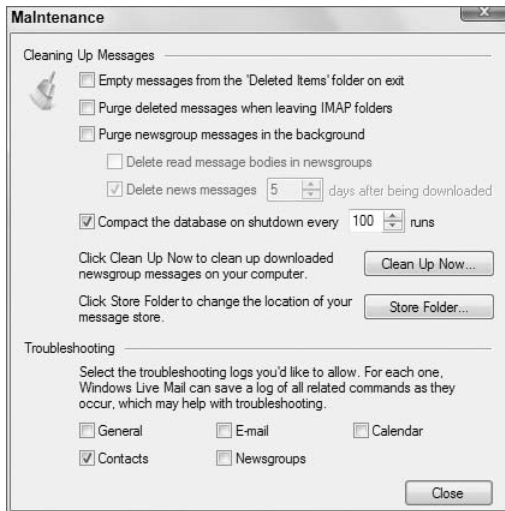 Maintenance
Cleaning Up Messages
Empty messages from the 'Deleted Items' folder on exit
Purge deleted messages when leaving IMAP folders
Purge newsgroup messages in the background
Delete read message bodies in newsgroups
Delete news messages 5 days after being downloaded
Compact the database on shutdown every 100 runs
Click Clean Up Now to clean up downloaded
newsgroup messages on your computer.
Clean Up Now...
Click Store Folder to change the location of your
message store.
Store Folder...
Troubleshooting
Select the troubleshooting logs you'd like to allow. For each one,
Windows Live Mail can save a log of all related commands as they
occur, which may help with troubleshooting.
General E-mail Calendar
Contacts Newsgroups
Close